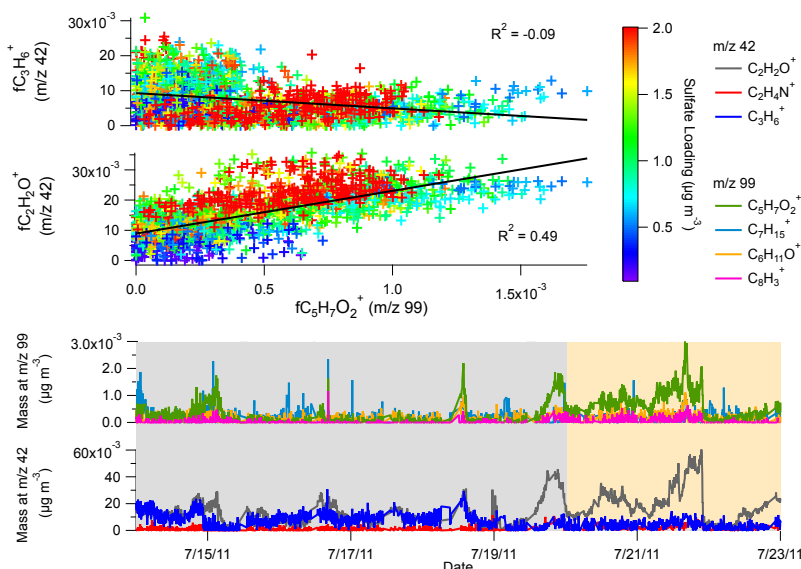 30x10⁻³
20
10
0
fC₃H₆⁺
(m/z 42)
R² = -0.09
30x10⁻³
20
10
0
fC₂H₂O⁺
(m/z 42)
R² = 0.49
0.0 0.5 1.0 1.5x10⁻³
fC₅H₇O₂⁺ (m/z 99)
2.0
1.5
1.0
0.5
Sulfate Loading (µg m⁻³)
m/z 42
C₂H₂O⁺
C₂H₄N⁺
C₃H₆⁺
m/z 99
C₅H₇O₂⁺
C₇H₁₅⁺
C₆H₁₁O⁺
C₈H₃⁺
3.0x10⁻³
2.0
1.0
0.0
Mass at m/z 99
(µg m⁻³)
60x10⁻³
40
20
0
Mass at m/z 42
(µg m⁻³)
7/15/11 7/17/11 7/19/11 7/21/11 7/23/11
Date